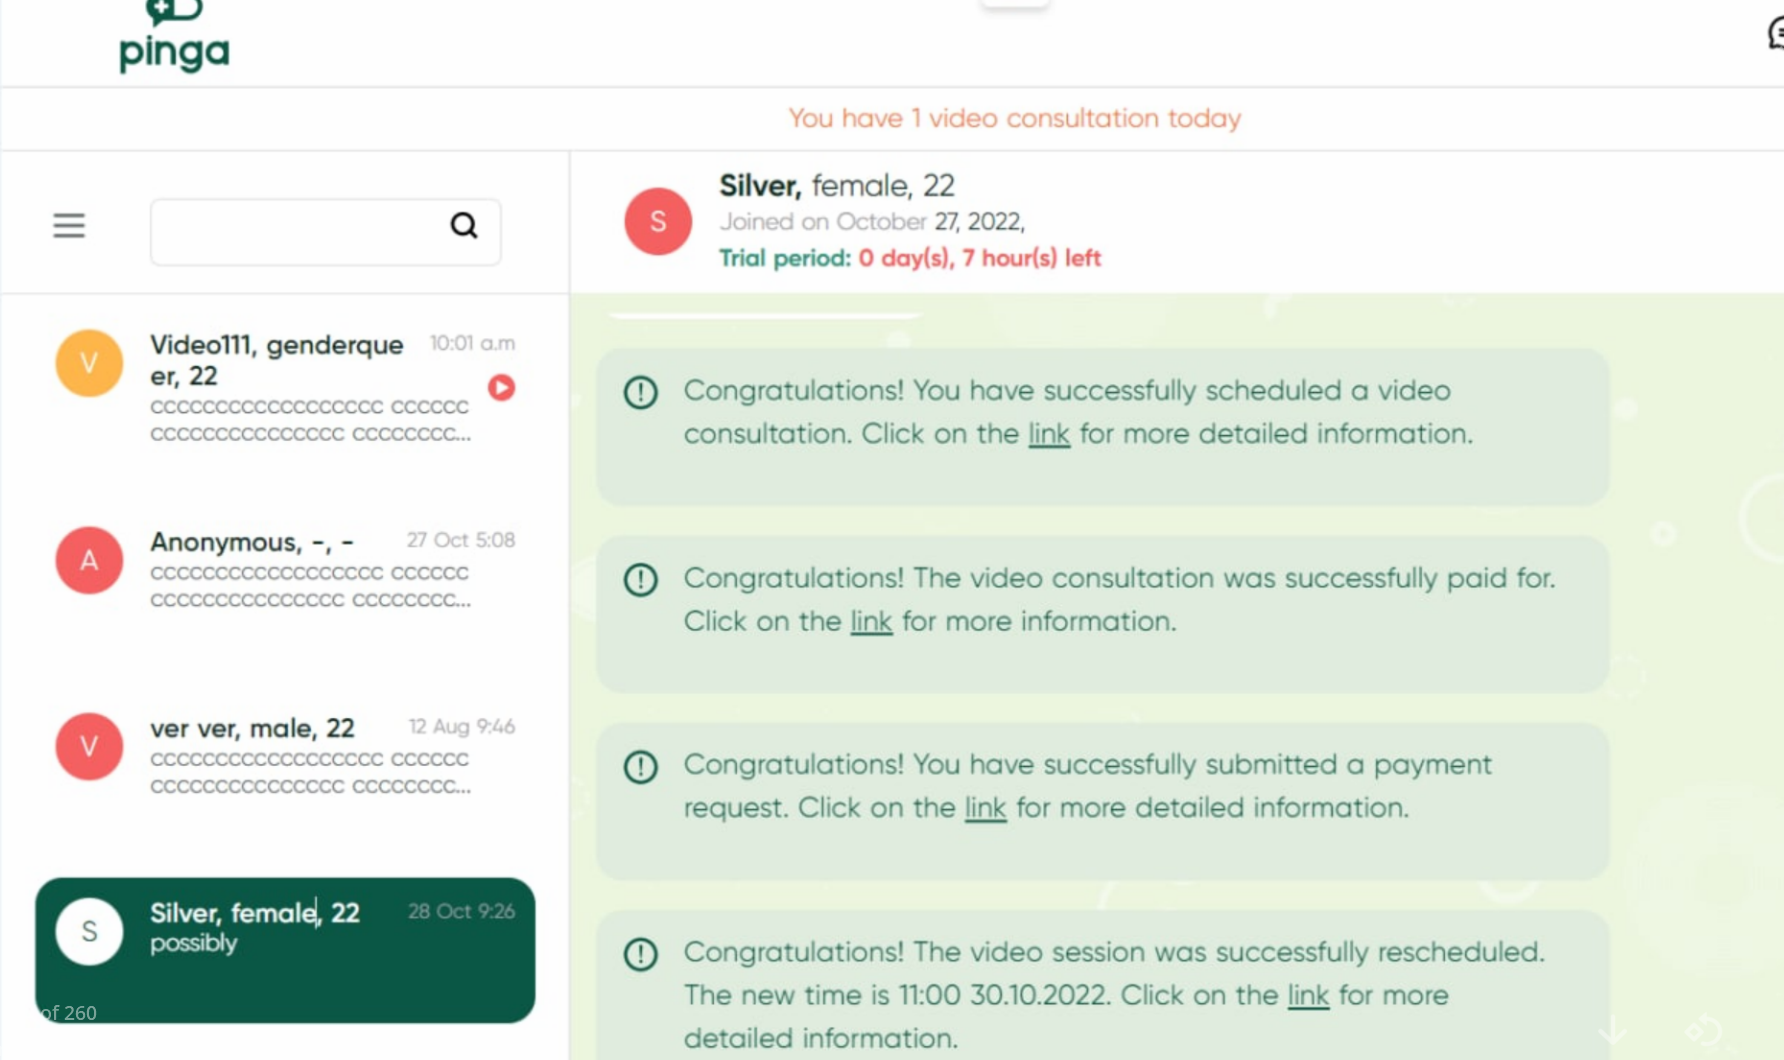 pinga
You have 1 video consultation today
Silver, female, 22
Joined on October 27, 2022,
Trial period: 0 day(s), 7 hour(s) left
S
V
Video111, genderque
er, 22
10:01 a.m
cccccccccccccccccc cccccc
ccccccccccccccc cccccccc...
A
Anonymous, -, -
27 Oct 5:08
cccccccccccccccccc cccccc
ccccccccccccccc cccccccc...
V
ver ver, male, 22
12 Aug 9:46
cccccccccccccccccc cccccc
ccccccccccccccc cccccccc...
S
Silver, female, 22
28 Oct 9:26
possibly
of 260
Congratulations! You have successfully scheduled a video
consultation. Click on the link for more detailed information.
Congratulations! The video consultation was successfully paid for.
Click on the link for more information.
Congratulations! You have successfully submitted a payment
request. Click on the link for more detailed information.
Congratulations! The video session was successfully rescheduled.
The new time is 11:00 30.10.2022. Click on the link for more
detailed information.